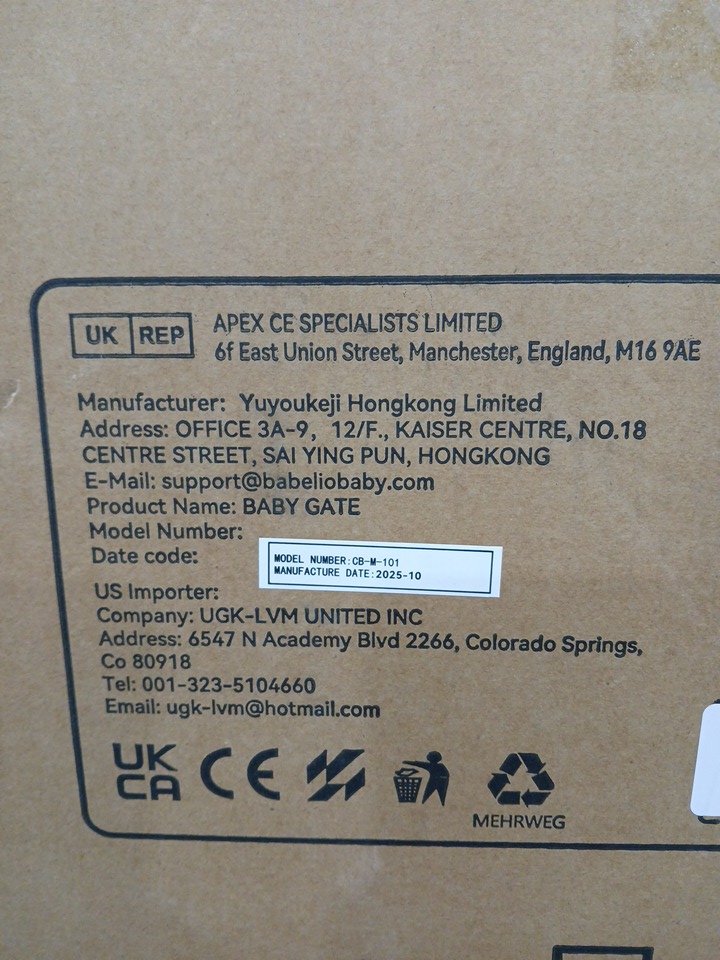 UK REP
APEX CE SPECIALISTS LIMITED
6f East Union Street, Manchester, England, M16 9AE
Manufacturer: Yuyoukeji Hongkong Limited
Address: OFFICE 3A-9, 12/F., KAISER CENTRE, NO.18
CENTRE STREET, SAI YING PUN, HONGKONG
E-Mail: support@babeliobaby.com
Product Name: BABY GATE
Model Number:
Date code:
MODEL NUMBER:CB-M-101
MANUFACTURE DATE:2025-10
US Importer:
Company: UGK-LVM UNITED INC
Address: 6547 N Academy Blvd 2266, Colorado Springs,
Co 80918
Tel: 001-323-5104660
Email: ugk-lvm@hotmail.com
UK
CA CE
MEHRWEG